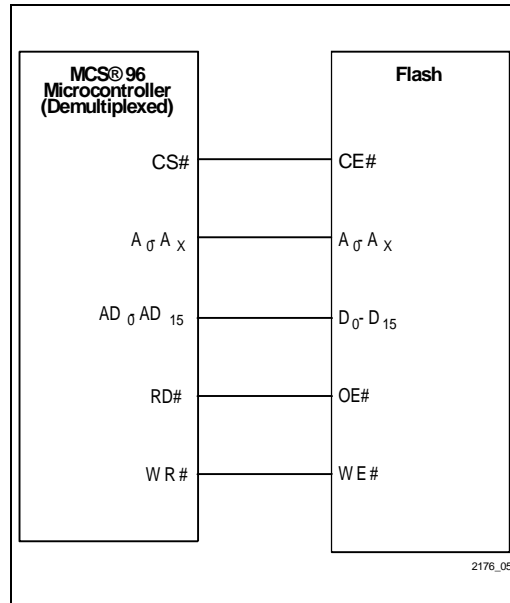 MCS® 96
Microcontroller
(Demultiplexed)
Flash
CS# CE#
A0-AX A0-AX
AD0-AD15 D0-D15
RD# OE#
WR# WE#
2176_05